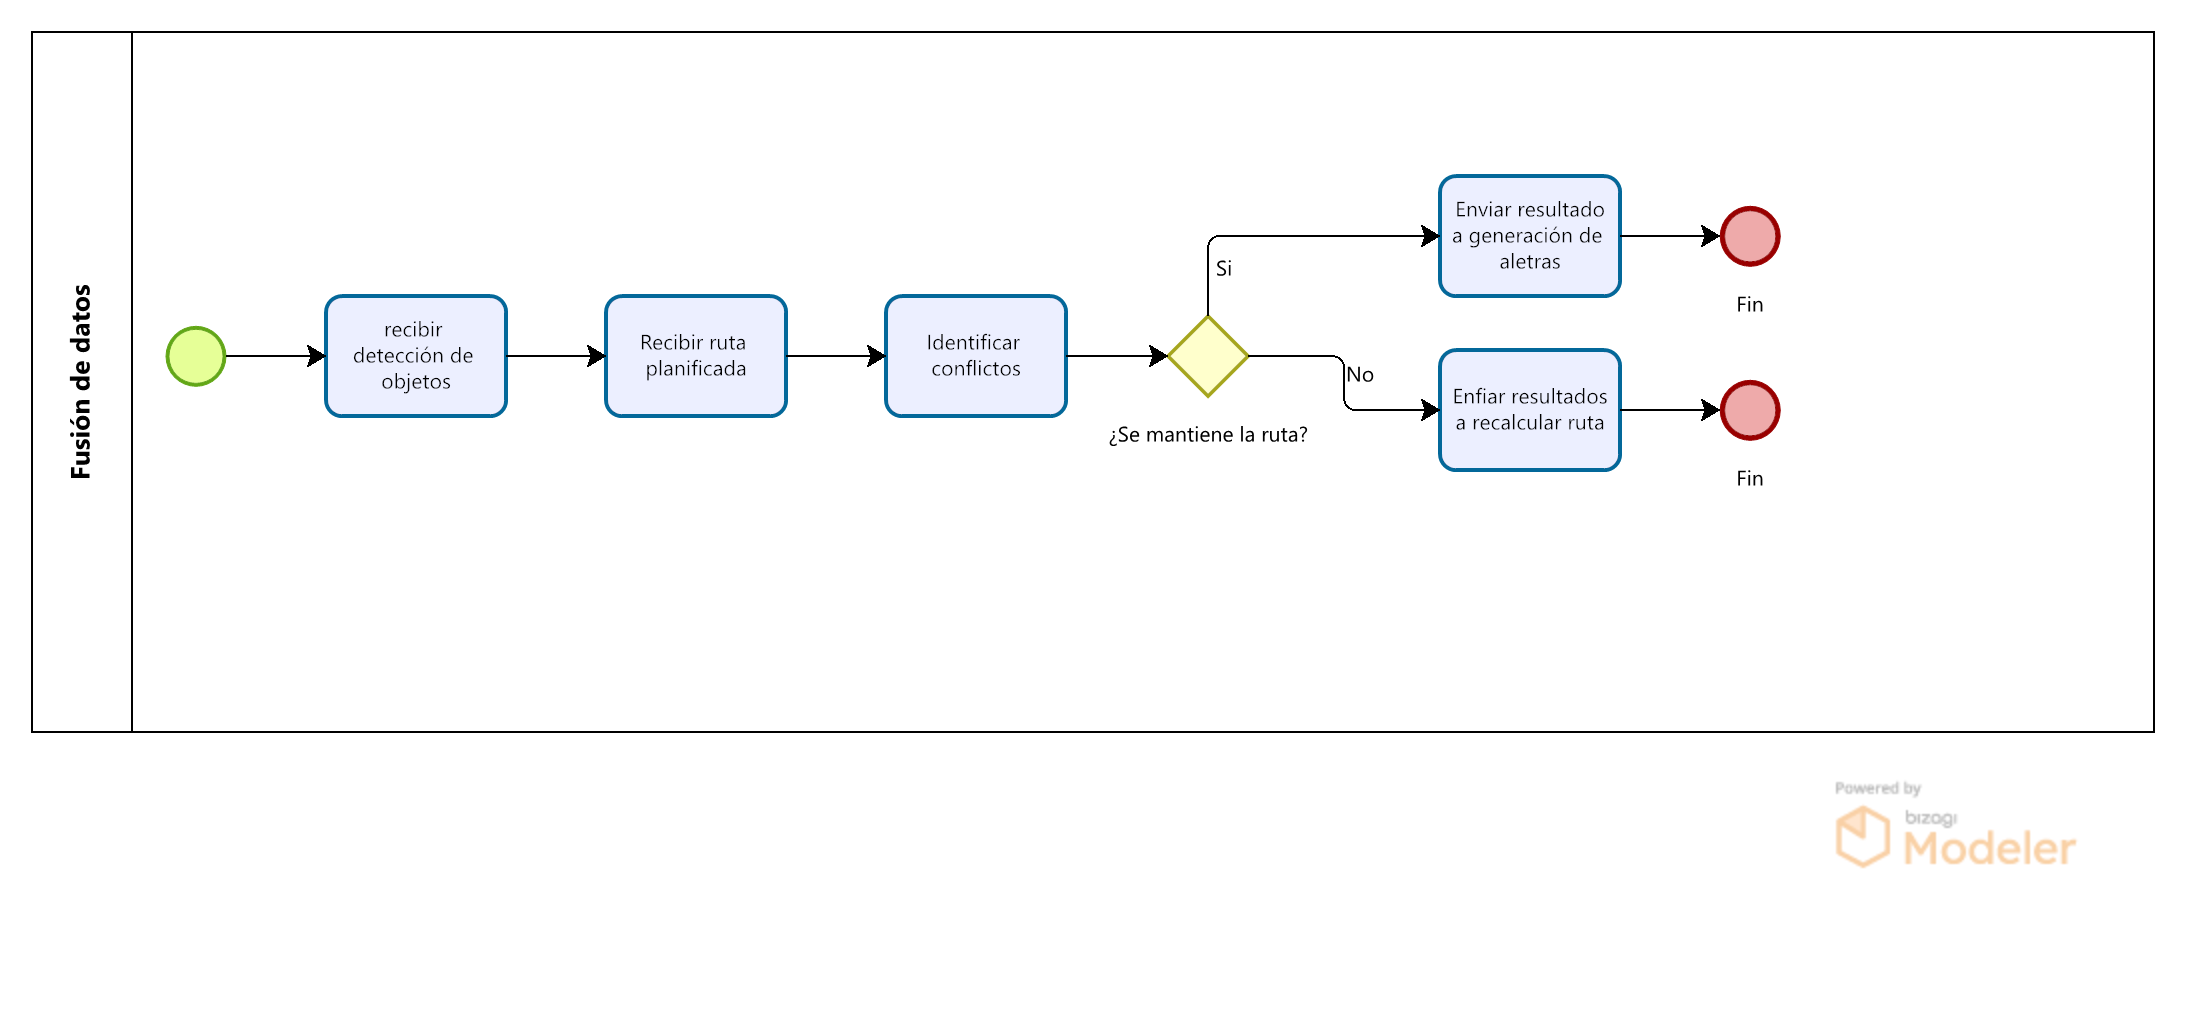 Fusión de datos
recibir
detección de
objetos
Recibir ruta
planificada
Identificar
conflictos
¿Se mantiene la ruta?
Si
Enviar resultado
a generación de
aletras
Fin
No
Enfiar resultados
a recalcular ruta
Fin
Powered by
bizagi
Modeler